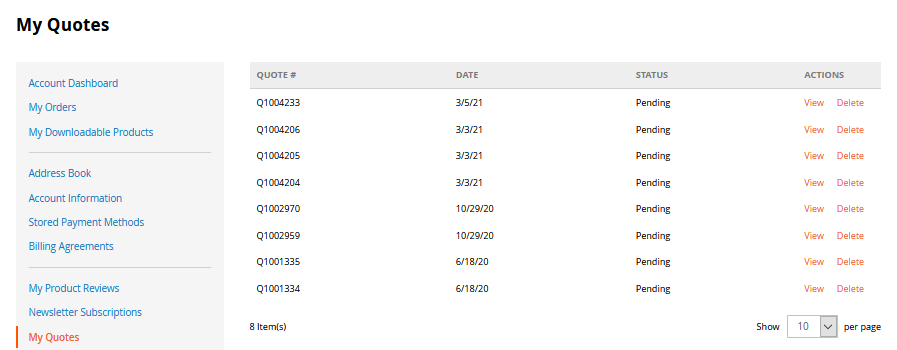 My Quotes
Account Dashboard
My Orders
My Downloadable Products
Address Book
Account Information
Stored Payment Methods
Billing Agreements
My Product Reviews
Newsletter Subscriptions
My Quotes
QUOTE # DATE STATUS ACTIONS
Q1004233 3/5/21 Pending View Delete
Q1004206 3/3/21 Pending View Delete
Q1004205 3/3/21 Pending View Delete
Q1004204 3/3/21 Pending View Delete
Q1002970 10/29/20 Pending View Delete
Q1002959 10/29/20 Pending View Delete
Q1001335 6/18/20 Pending View Delete
Q1001334 6/18/20 Pending View Delete
8 Item(s) Show 10 per page